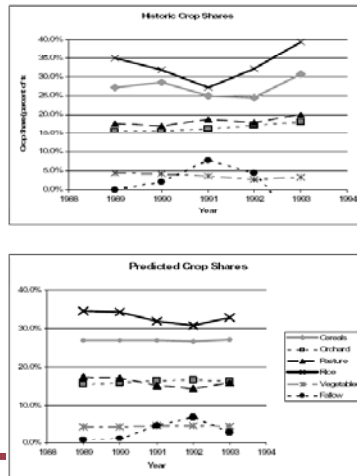 Historic Crop Shares
40.0%
35.0%
30.0%
25.0%
20.0%
15.0%
10.0%
5.0%
0.0%
1988 1989 1990 1991 1992 1993 1994
Year
Predicted Crop Shares
40.0%
30.0%
20.0%
10.0%
0.0%
1988 1989 1990 1991 1992 1993 1994
Year
Cereals
Orchard
Pasture
Rice
Vegetable
Fallow